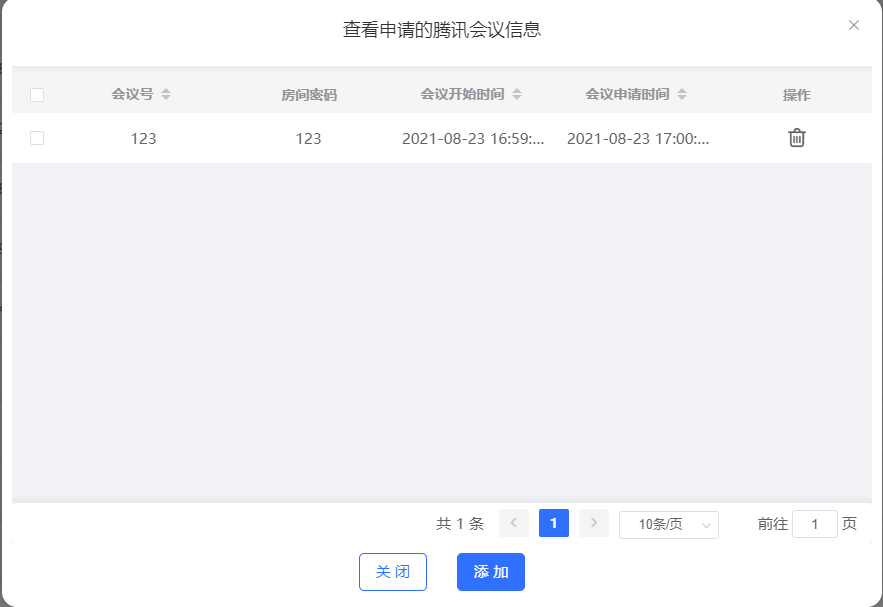 查看申请的腾讯会议信息
会议号 房间密码 会议开始时间 会议申请时间 操作
123 123 2021-08-23 16:59:... 2021-08-23 17:00:...
共 1 条 1 10条/页 前往 1 页
关 闭 添 加